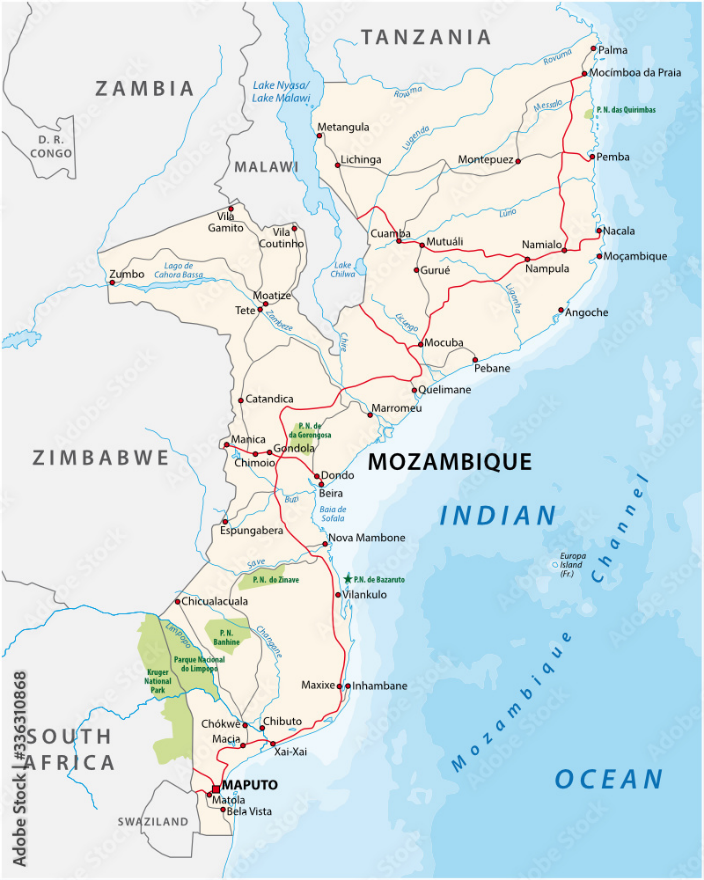 TANZANIA
Palma
Rovuma
ZAMBIA
Mocímboa da Praia
Lake Nyasa/
Lake Malawi
Rovuma
Messalo
P. N. das Quirimbas
Metangula
Lugenda
D. R.
CONGO
Lichinga
Montepuez
Pemba
MALAWI
Lúrio
Vila
Gamito
Vila
Coutinho
Cuamba
Mutuáli
Namialo
Nacala
Moçambique
Nampula
Lago de
Cahora Bassa
Zumbo
Lake
Chilwa
Gurué
Moatize
Ligonha
Tete
Zambeze
Licungo
Angoche
Chire
Mocuba
Pebane
Quelimane
Catandica
Marromeu
P. N. de
da Gorongosa
Manica
Gondola
ZIMBABWE
Chimoio
MOZAMBIQUE
Dondo
Beira
Buzi
Baia de
Sofala
INDIAN
Espungabera
Nova Mambone
Mozambique Channel
Europa
Island
(Fr.)
Save
P. N. do Zinave
P.N. de Bazaruto
Vilankulo
Chicualacuala
Limpopo
P. N.
Banhine
Changane
Parque Nacional
do Limpopo
Kruger
National
Park
Maxixe
Inhambane
Chókwe
Chibuto
SOUTH
AFRICA
Macia
Xai-Xai
OCEAN
MAPUTO
Matola
Bela Vista
SWAZILAND
Adobe Stock | #336310868